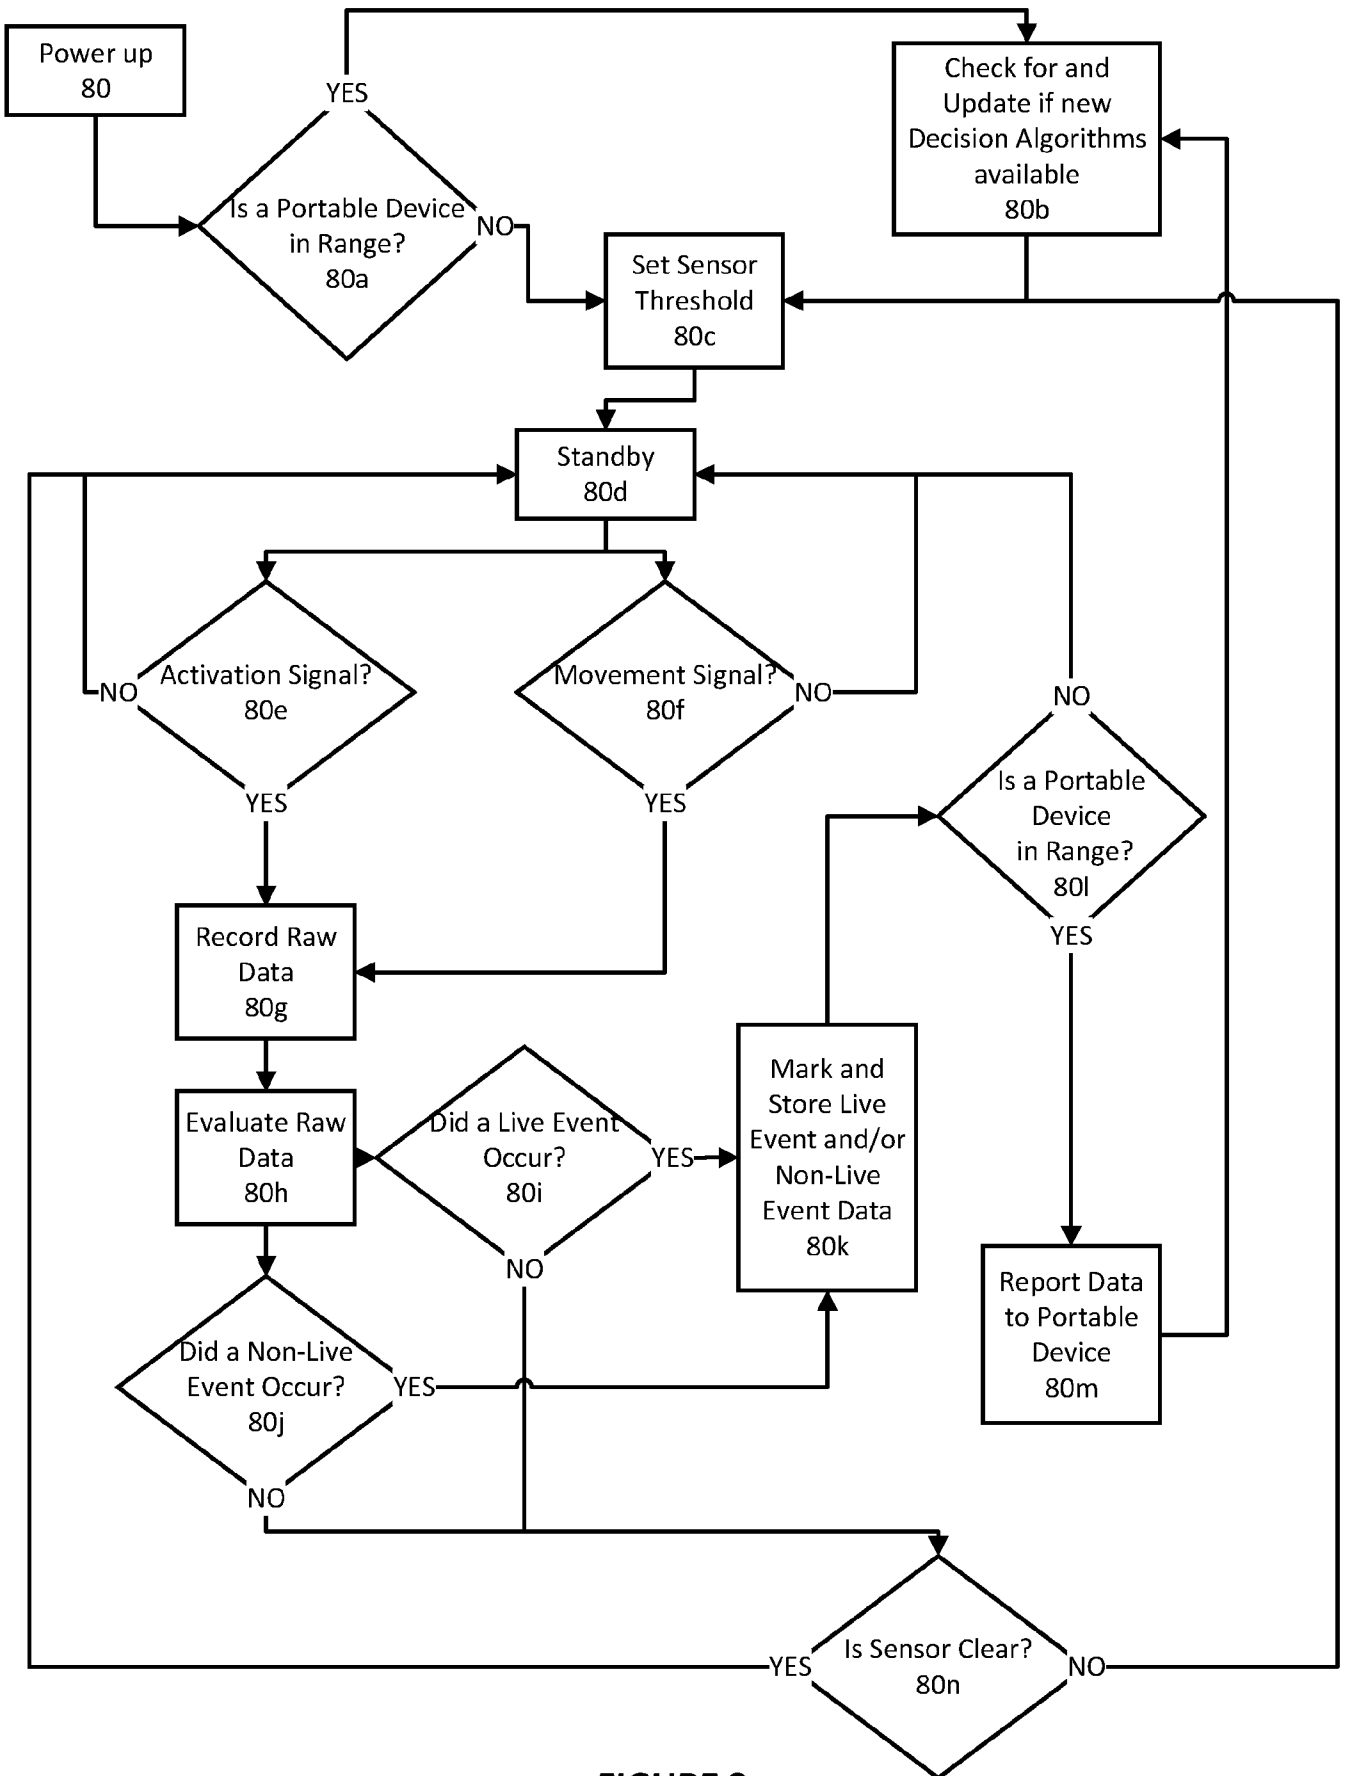 Power up
80
YES
Is a Portable Device
in Range?
80a
NO
Check for and
Update if new
Decision Algorithms
available
80b
Set Sensor
Threshold
80c
Standby
80d
Activation Signal?
80e
NO
YES
Movement Signal?
80f
NO
YES
NO
Is a Portable
Device
in Range?
80l
YES
Record Raw
Data
80g
Evaluate Raw
Data
80h
Did a Live Event
Occur?
80i
YES
NO
Mark and
Store Live
Event and/or
Non-Live
Event Data
80k
Report Data
to Portable
Device
80m
Did a Non-Live
Event Occur?
80j
YES
NO
Is Sensor Clear?
80n
YES
NO
FIGURE